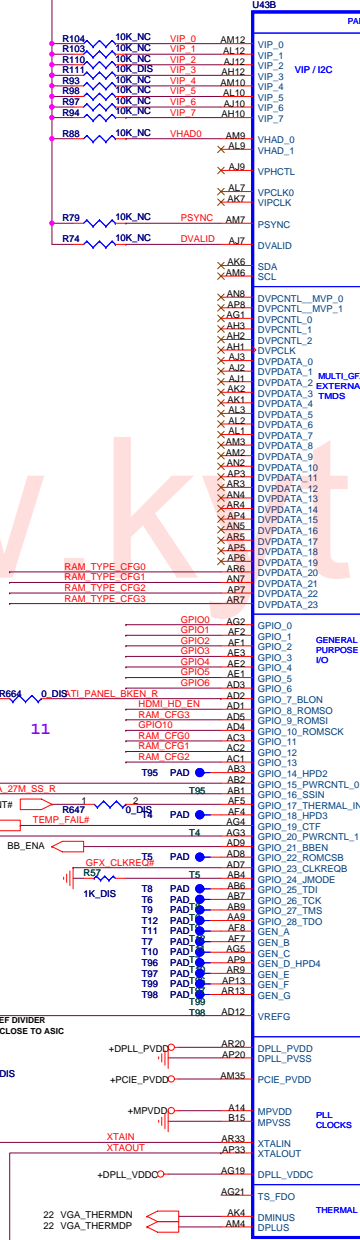 U43B
PA
R104 10K_NC VIP_0 AM12 VIP_0
R103 10K_NC VIP_1 AL12 VIP_1
R110 10K_NC VIP_2 AJ12 VIP_2
R111 10K_DIS VIP_3 AH12 VIP_3
R93 10K_NC VIP_4 AM10 VIP_4
R98 10K_NC VIP_5 AL10 VIP_5
R97 10K_NC VIP_6 AJ10 VIP_6
R94 10K_NC VIP_7 AH10 VIP_7
VIP / I2C
R88 10K_NC VHAD0 AM9 VHAD_0
AL9 VHAD_1
AJ9 VPHCTL
AL7 VPCLK0
AK7 VIPCLK
R79 10K_NC PSYNC AM7 PSYNC
R74 10K_NC DVALID AJ7 DVALID
AK6 SDA
AM6 SCL
AN8 DVPCNTL__MVP_0
AP8 DVPCNTL__MVP_1
AG1 DVPCNTL_0
AH3 DVPCNTL_1
AH2 DVPCNTL_2
AH1 DVPCLK
AJ3 DVPDATA_0
AJ2 DVPDATA_1
AJ1 DVPDATA_2
AK2 DVPDATA_3
AK1 DVPDATA_4
AL3 DVPDATA_5
AL2 DVPDATA_6
AL1 DVPDATA_7
AM3 DVPDATA_8
AM2 DVPDATA_9
AN2 DVPDATA_10
AP3 DVPDATA_11
AR3 DVPDATA_12
AN4 DVPDATA_13
AR4 DVPDATA_14
AP4 DVPDATA_15
AN5 DVPDATA_16
AR5 DVPDATA_17
AP5 DVPDATA_18
AP6 DVPDATA_19
MULTI_GF
EXTERNA
TMDS
RAM_TYPE_CFG0 AR6 DVPDATA_20
RAM_TYPE_CFG1 AN7 DVPDATA_21
RAM_TYPE_CFG2 AP7 DVPDATA_22
RAM_TYPE_CFG3 AR7 DVPDATA_23
w.kyt
GPIO0 AG2 GPIO_0
GPIO1 AF2 GPIO_1
GPIO2 AF1 GPIO_2
GPIO3 AE3 GPIO_3
GPIO4 AE2 GPIO_4
GPIO5 AE1 GPIO_5
GPIO6 AD3 GPIO_6
GENERAL
PURPOSE
I/O
R664 0_DIS ATI_PANEL_BKEN_R AD2 GPIO_7_BLON
HDMI_HD_EN AD1 GPIO_8_ROMSO
RAM_CFG3 AD5 GPIO_9_ROMSI
GPIO10 AD4 GPIO_10_ROMSCK
RAM_CFG0 AC3 GPIO_11
RAM_CFG1 AC2 GPIO_12
RAM_CFG2 AC1 GPIO_13
11
T95 PAD AB3 GPIO_14_HPD2
AB2 GPIO_15_PWRCNTL_0
A_27M_SS_R T95 AB1 GPIO_16_SSIN
NT# R647 1 2 0_DIS AF5 GPIO_17_THERMAL_IN
T4 PAD AF4 GPIO_18_HPD3
TEMP_FAIL# AG4 GPIO_19_CTF
T4 AG3 GPIO_20_PWRCNTL_1
BB_ENA AD9 GPIO_21_BBEN
T5 PAD AD8 GPIO_22_ROMCSB
GFX_CLKREQ# AD7 GPIO_23_CLKREQB
R57 1K_DIS T5 AB4 GPIO_24_JMODE
T8 PAD AB6 GPIO_25_TDI
T6 PAD AB7 GPIO_26_TCK
T9 PAD AB9 GPIO_27_TMS
T12 PAD AA9 GPIO_28_TDO
T11 PAD AF8 GEN_A
T7 PAD AF7 GEN_B
T10 PAD AG5 GEN_C
T96 PAD AP9 GEN_D_HPD4
T97 PAD AR9 GEN_E
T99 PAD AP13 GEN_F
T98 PAD AR13 GEN_G
T99
T98 AD12 VREFG
EF DIVIDER
CLOSE TO ASIC
+DPLL_PVDD AR20 DPLL_PVDD
AP20 DPLL_PVSS
DIS
+PCIE_PVDD AM35 PCIE_PVDD
+MPVDD A14 MPVDD
B15 MPVSS
PLL
CLOCKS
XTAIN AR33 XTALIN
XTAOUT AP33 XTALOUT
+DPLL_VDDC AG19 DPLL_VDDC
AG21 TS_FDO
THERMAL
22 VGA_THERMDN AK4 DMINUS
22 VGA_THERMDP AM4 DPLUS